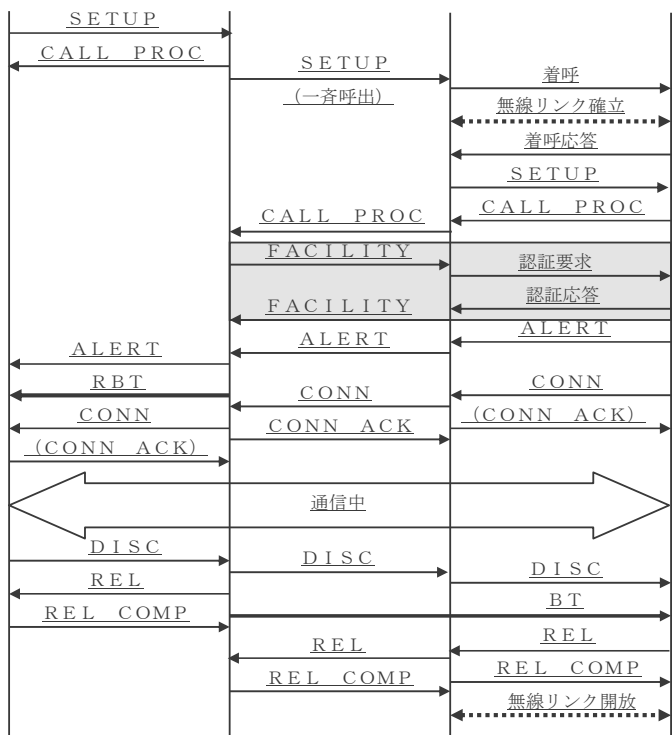 ＳＥＴＵＰ
ＣＡＬＬ　ＰＲＯＣ
ＳＥＴＵＰ
着呼
（一斉呼出）
無線リンク確立
着呼応答
ＳＥＴＵＰ
ＣＡＬＬ　ＰＲＯＣ
ＣＡＬＬ　ＰＲＯＣ
ＦＡＣＩＬＩＴＹ
認証要求
認証応答
ＦＡＣＩＬＩＴＹ
ＡＬＥＲＴ
ＡＬＥＲＴ
ＡＬＥＲＴ
ＲＢＴ
ＣＯＮＮ
ＣＯＮＮ
ＣＯＮＮ
（ＣＯＮＮ　ＡＣＫ）
ＣＯＮＮ　ＡＣＫ
（ＣＯＮＮ　ＡＣＫ）
通信中
ＤＩＳＣ
ＤＩＳＣ
ＤＩＳＣ
ＲＥＬ
ＢＴ
ＲＥＬ　ＣＯＭＰ
ＲＥＬ
ＲＥＬ
ＲＥＬ　ＣＯＭＰ
ＲＥＬ　ＣＯＭＰ
無線リンク開放